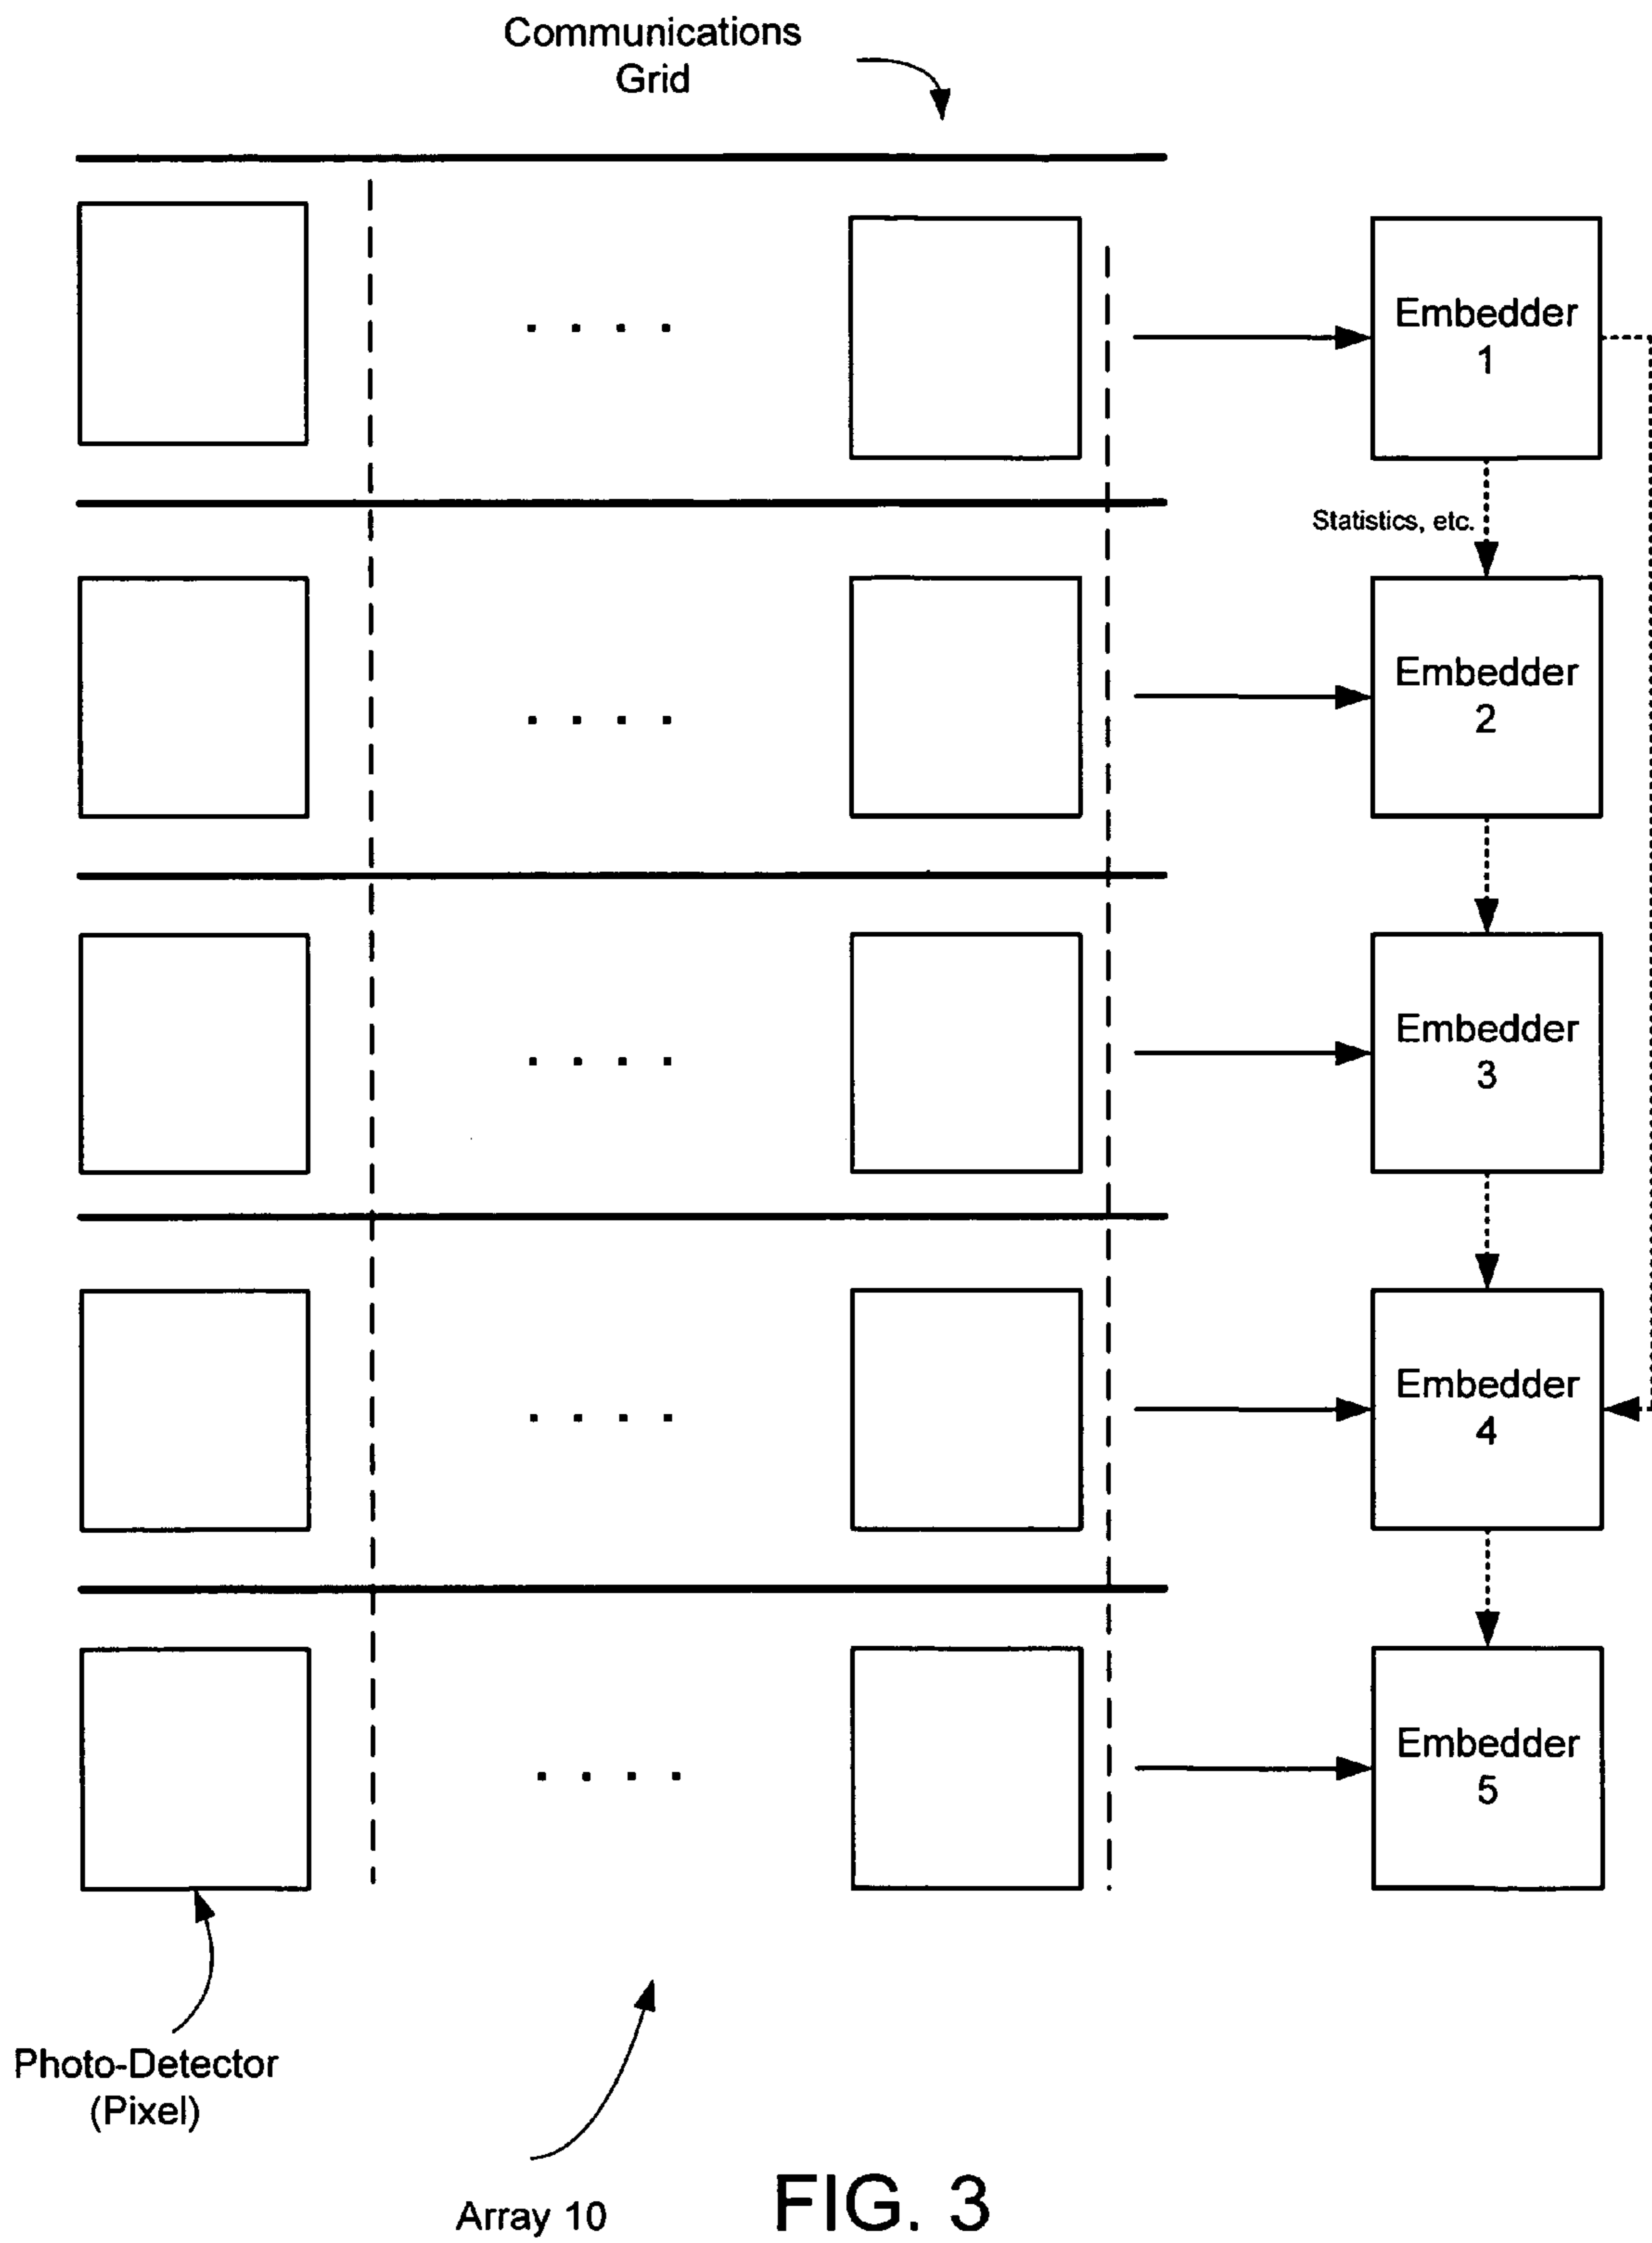 Communications
Grid
Embedder
1
Statistics, etc.
Embedder
2
Embedder
3
Embedder
4
Embedder
5
Photo-Detector
(Pixel)
Array 10
FIG. 3